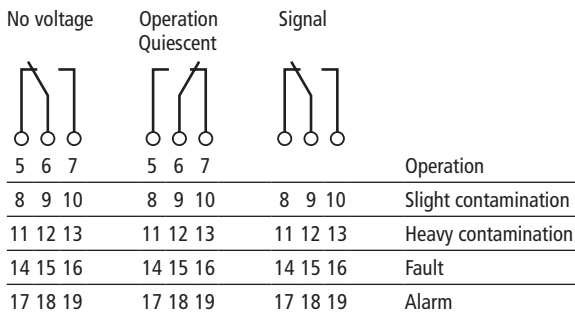 No voltage Operation Signal
Quiescent
5 6 7 5 6 7 Operation
8 9 10 8 9 10 8 9 10 Slight contamination
11 12 13 11 12 13 11 12 13 Heavy contamination
14 15 16 14 15 16 14 15 16 Fault
17 18 19 17 18 19 17 18 19 Alarm